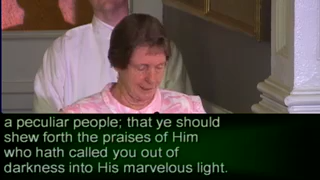 a peculiar people; that ye should
shew forth the praises of Him
who hath called you out of
darkness into His marvelous light.